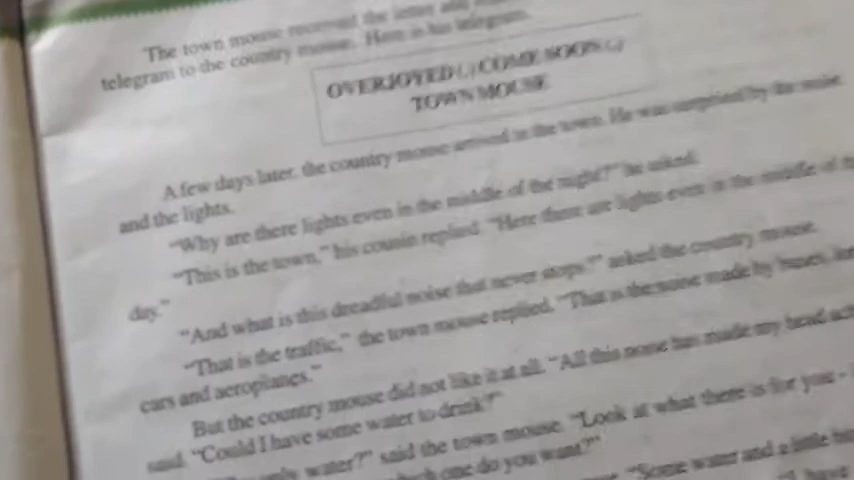 The town mouse received the letter and
telegram to the country mouse. Here is his telegram.
OVERJOYED (.) COME SOON (.)
TOWN MOUSE
A few days later, the country mouse arrived in the town. He was surprised by the noise
and the lights.
"Why are there lights even in the middle of the night?" he asked.
"This is the town," his cousin replied. "Here there are lights even in the middle of the
day."
"And what is this dreadful noise that never stops?" asked the country mouse.
"That is the traffic," the town mouse replied. "That is the noise made by buses,
cars and aeroplanes."
But the country mouse did not like it at all. "All this noise has made my head
said. "Could I have some water to drink?"
only water?" said the town mouse. "Look at what there is for you -
which one do you want?"
"Some water and a little
have